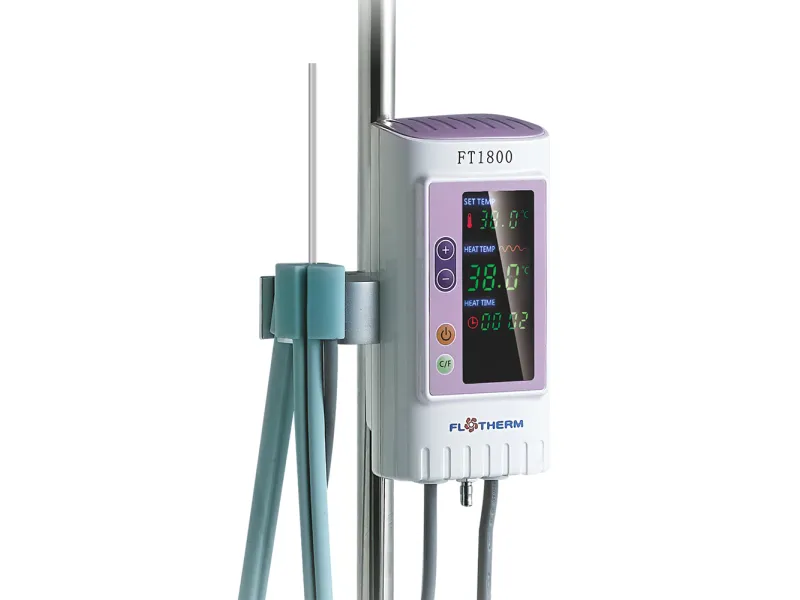 FT1800
SET TEMP
38.0°C
HEAT TEMP
38.0°C
HEAT TIME
00 02
+
−
C/F
FLOTHERM